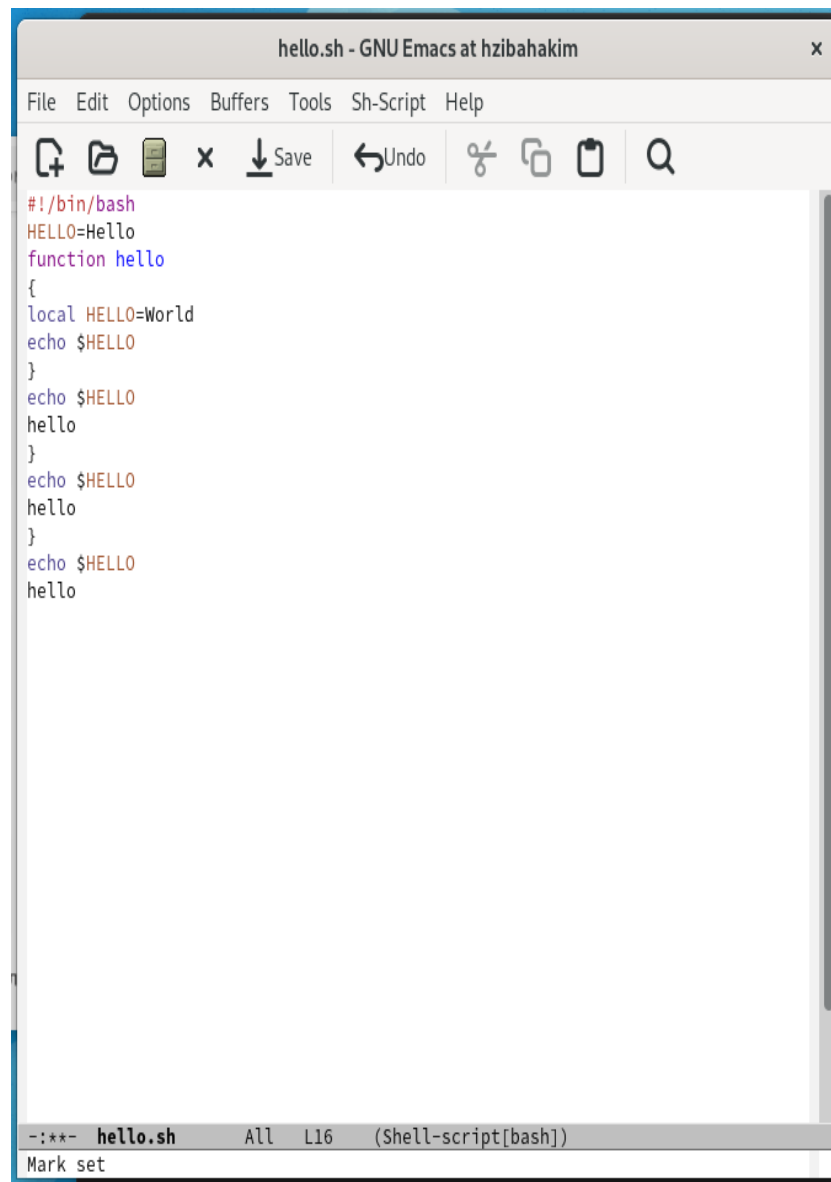 hello.sh - GNU Emacs at hzibahakim
File Edit Options Buffers Tools Sh-Script Help
Save Undo
#!/bin/bash
HELLO=Hello
function hello
{
local HELLO=World
echo $HELLO
}
echo $HELLO
hello
}
echo $HELLO
hello
}
echo $HELLO
hello
-:**- hello.sh All L16 (Shell-script[bash])
Mark set